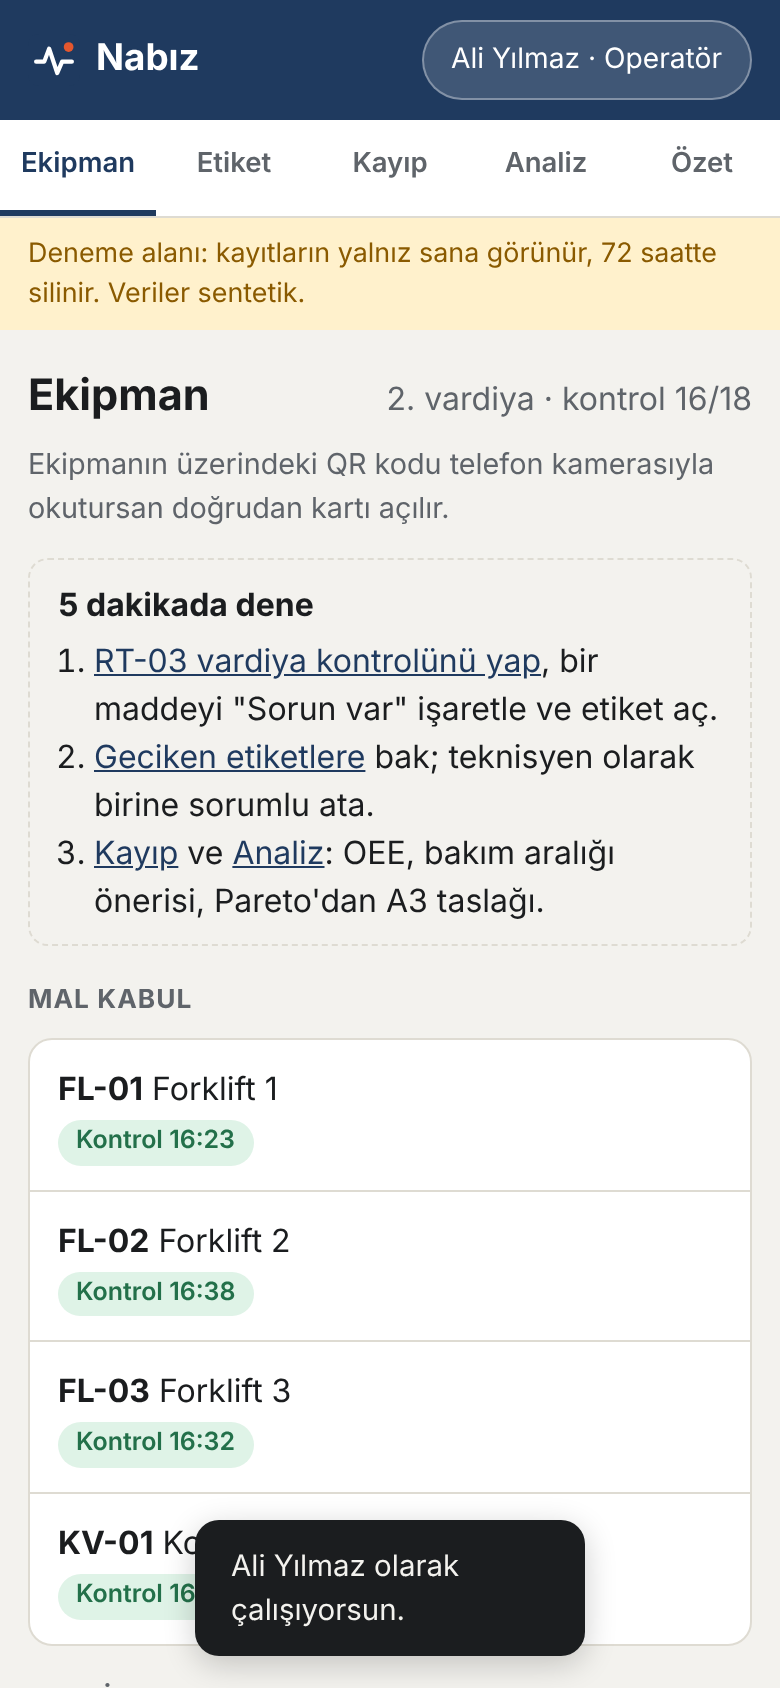 Nabız
Ali Yılmaz · Operatör
Ekipman
Etiket
Kayıp
Analiz
Özet
Deneme alanı: kayıtların yalnız sana görünür, 72 saatte
silinir. Veriler sentetik.
Ekipman
2. vardiya · kontrol 16/18
Ekipmanın üzerindeki QR kodu telefon kamerasıyla
okutursan doğrudan kartı açılır.
5 dakikada dene
1. RT-03 vardiya kontrolünü yap, bir
maddeyi "Sorun var" işaretle ve etiket aç.
2. Geciken etiketlere bak; teknisyen olarak
birine sorumlu ata.
3. Kayıp ve Analiz: OEE, bakım aralığı
önerisi, Pareto'dan A3 taslağı.
MAL KABUL
FL-01 Forklift 1
Kontrol 16:23
FL-02 Forklift 2
Kontrol 16:38
FL-03 Forklift 3
Kontrol 16:32
KV-01
Kontrol 16
Ali Yılmaz olarak
çalışıyorsun.